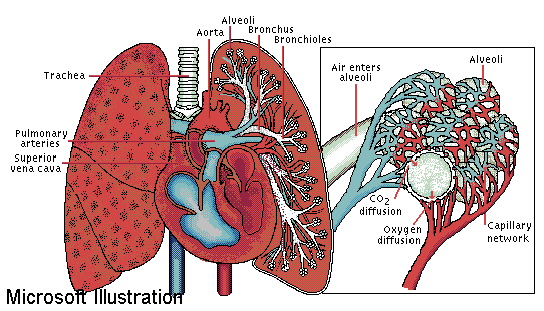 Alveoli
Aorta
Bronchus
Bronchioles
Trachea
Pulmonary
arteries
Superior
vena cava
Air enters
alveoli
Alveoli
CO2
diffusion
Oxygen
diffusion
Capillary
network
Microsoft Illustration